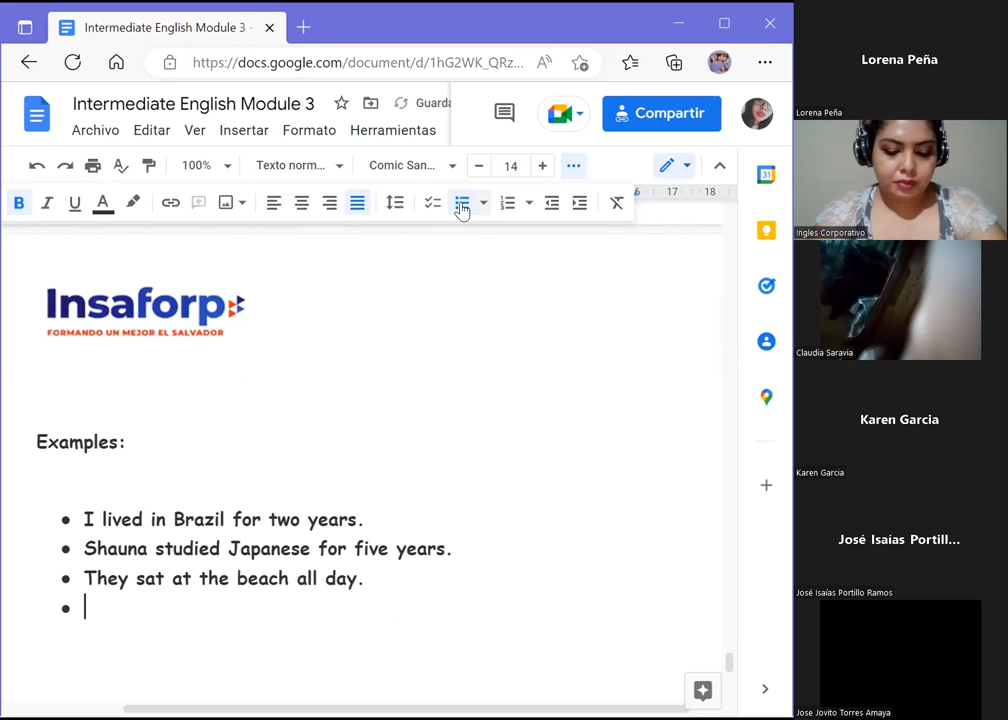 Intermediate English Module 3 -
https://docs.google.com/document/d/1hG2WK_QRz...
Intermediate English Module 3
Guarda
Archivo Editar Ver Insertar Formato Herramientas
Compartir
100% Texto norm... Comic San... 14
6 17 18
Insaforp
FORMANDO UN MEJOR EL SALVADOR
Examples:
• I lived in Brazil for two years.
• Shauna studied Japanese for five years.
• They sat at the beach all day.
Lorena Peña
Lorena Peña
Ingles Corporativo
Claudia Saravia
Karen Garcia
Karen Garcia
José Isaías Portill...
José Isaías Portillo Ramos
Jose Jovito Torres Amaya